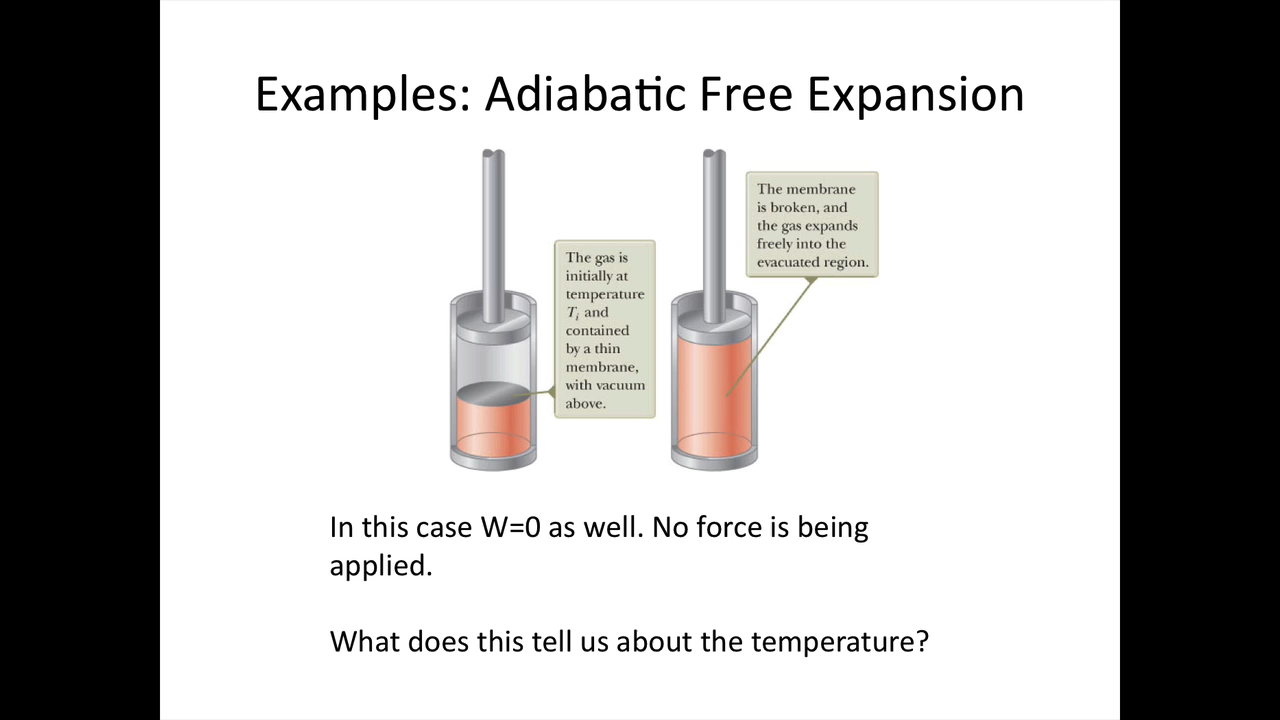 Examples: Adiabatic Free Expansion
The gas is
initially at
temperature
Ti and
contained
by a thin
membrane,
with vacuum
above.
The membrane
is broken, and
the gas expands
freely into the
evacuated region.
In this case W=0 as well. No force is being
applied.
What does this tell us about the temperature?